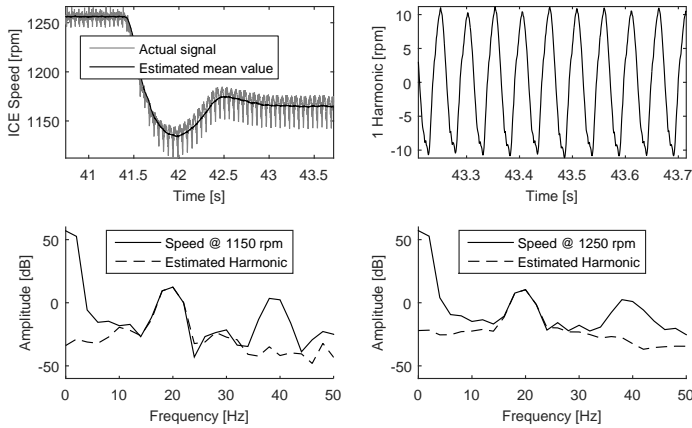 1250
1200
1150
ICE Speed [rpm]
Actual signal
Estimated mean value
41 41.5 42 42.5 43 43.5
Time [s]
10
5
0
-5
-10
1 Harmonic [rpm]
43.3 43.4 43.5 43.6 43.7
Time [s]
50
0
-50
Amplitude [dB]
Speed @ 1150 rpm
Estimated Harmonic
0 10 20 30 40 50
Frequency [Hz]
50
0
-50
Amplitude [dB]
Speed @ 1250 rpm
Estimated Harmonic
0 10 20 30 40 50
Frequency [Hz]